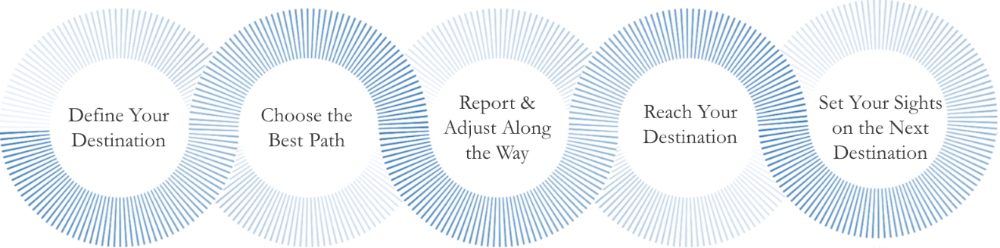 Define Your
Destination
Choose the
Best Path
Report &
Adjust Along
the Way
Reach Your
Destination
Set Your Sights
on the Next
Destination